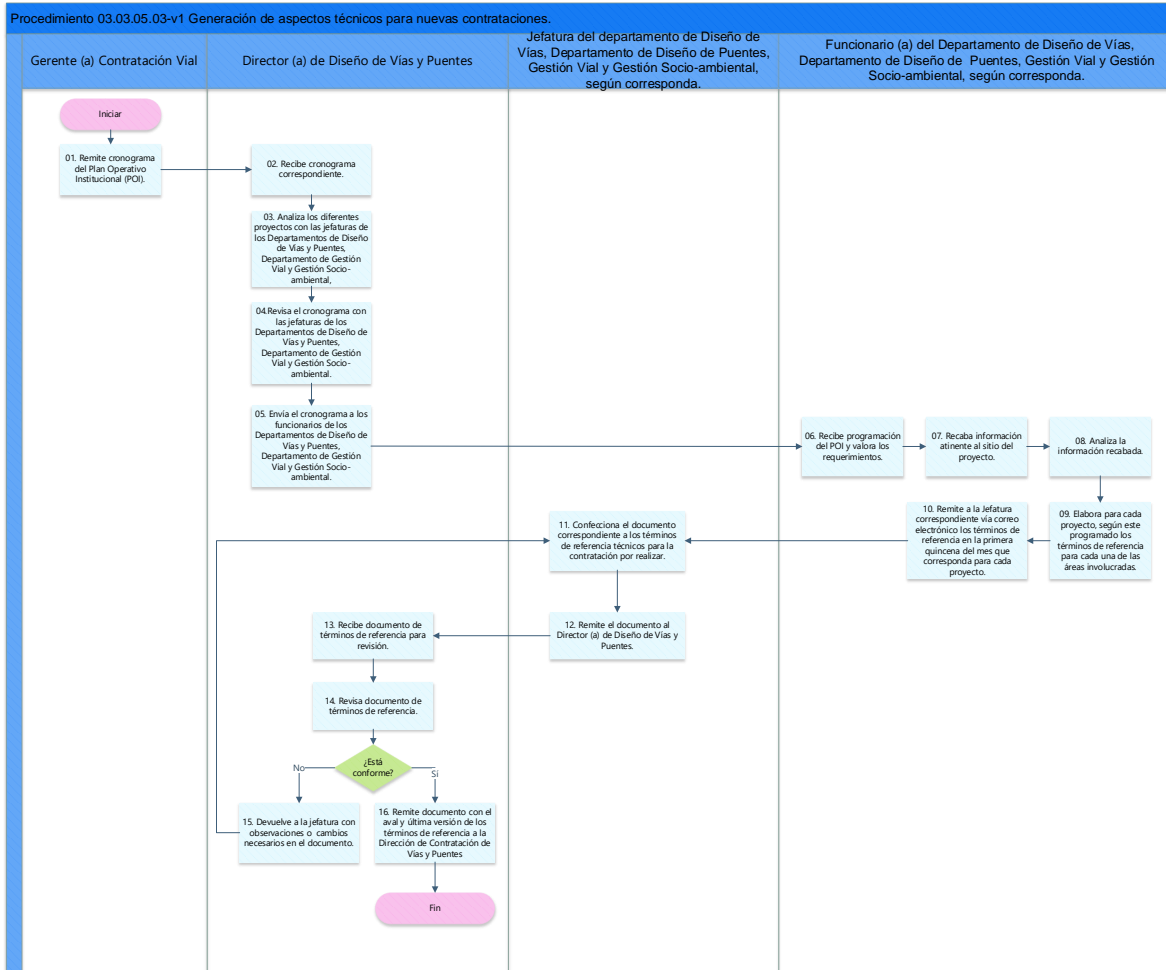 Procedimiento 03.03.05.03-v1 Generación de aspectos técnicos para nuevas contrataciones.
Gerente (a) Contratación Vial
Director (a) de Diseño de Vías y Puentes
Jefatura del departamento de Diseño de
Vías, Departamento de Diseño de Puentes,
Gestión Vial y Gestión Socio-ambiental,
según corresponda.
Funcionario (a) del Departamento de Diseño de Vías,
Departamento de Diseño de Puentes, Gestión Vial y Gestión
Socio-ambiental, según corresponda.
Iniciar
01. Remite cronograma
del Plan Operativo
Institucional (POI).
02. Recibe cronograma
correspondiente.
03. Analiza los diferentes
proyectos con las jefaturas de
los Departamentos de Diseño
de Vías y Puentes,
Departamento de Gestión
Vial y Gestión Socio-
ambiental,
04.Revisa el cronograma con
las jefaturas de los
Departamentos de Diseño de
Vías y Puentes,
Departamento de Gestión
Vial y Gestión Socio-
ambiental.
05. Envía el cronograma a los
funcionarios de los
Departamentos de Diseño de
Vías y Puentes,
Departamento de Gestión
Vial y Gestión Socio-
ambiental.
06. Recibe programación
del POI y valora los
requerimientos.
07. Recaba información
atinente al sitio del
proyecto.
08. Analiza la
información recabada.
09. Elabora para cada
proyecto, según este
programado los
términos de referencia
para cada una de las
áreas involucradas.
10. Remite a la Jefatura
correspondiente vía correo
electrónico los términos de
referencia en la primera
quincena del mes que
corresponda para cada
proyecto.
11. Confecciona el documento
correspondiente a los términos
de referencia técnicos para la
contratación por realizar.
12. Remite el documento al
Director (a) de Diseño de Vías y
Puentes.
13. Recibe documento de
términos de referencia para
revisión.
14. Revisa documento de
términos de referencia.
¿Está
conforme?
No
Sí
15. Devuelve a la jefatura con
observaciones o cambios
necesarios en el documento.
16. Remite documento con el
aval y última versión de los
términos de referencia a la
Dirección de Contratación de
Vías y Puentes
Fin